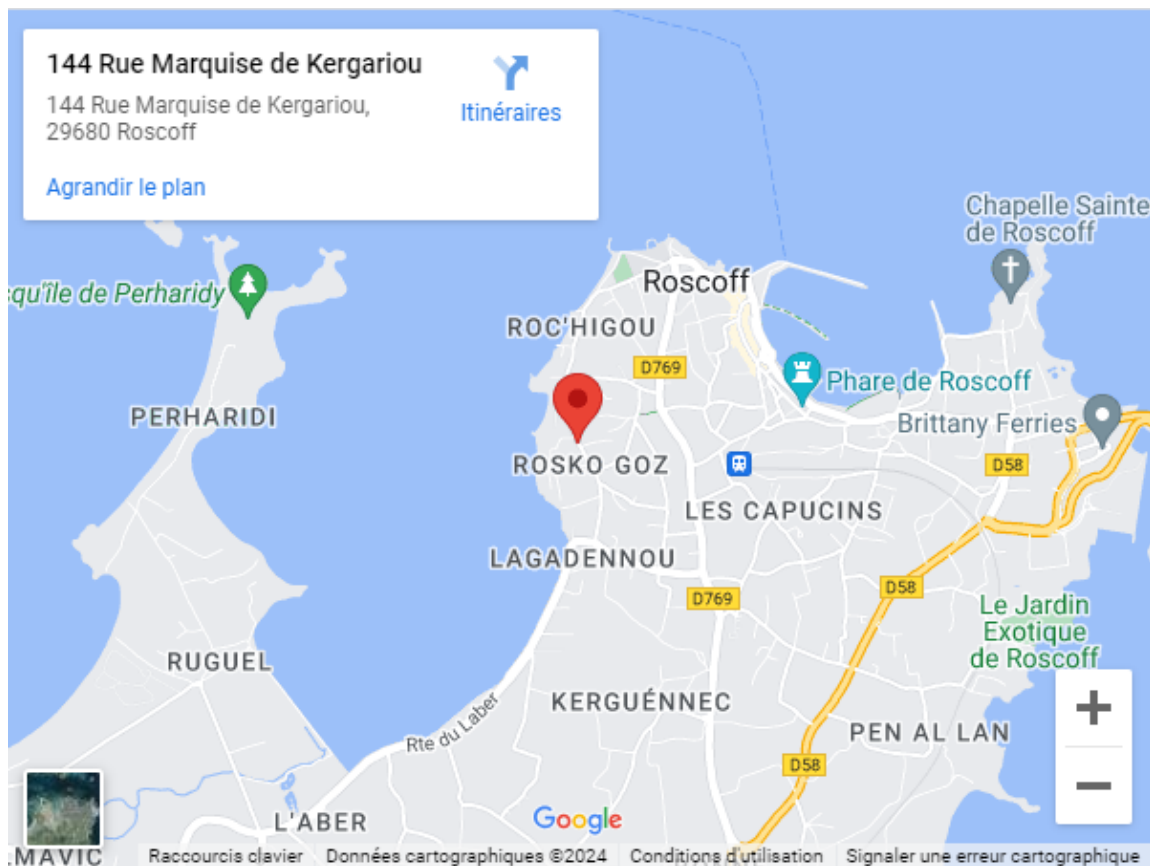 144 Rue Marquise de Kergariou
144 Rue Marquise de Kergariou,
29680 Roscoff
Itinéraires
Agrandir le plan
Chapelle Sainte
de Roscoff
squ'île de Perharidy
Roscoff
ROC'HIGOU
D769
Phare de Roscoff
PERHARIDI
Brittany Ferries
ROSKO GOZ
D58
LES CAPUCINS
LAGADENNOU
D769
D58
Le Jardin
Exotique
de Roscoff
RUGUEL
KERGUÉNNEC
Rte du Laber
PEN AL LAN
D58
L'ABER
Google
MAVIC
Raccourcis clavier
Données cartographiques ©2024
Conditions d'utilisation
Signaler une erreur cartographique